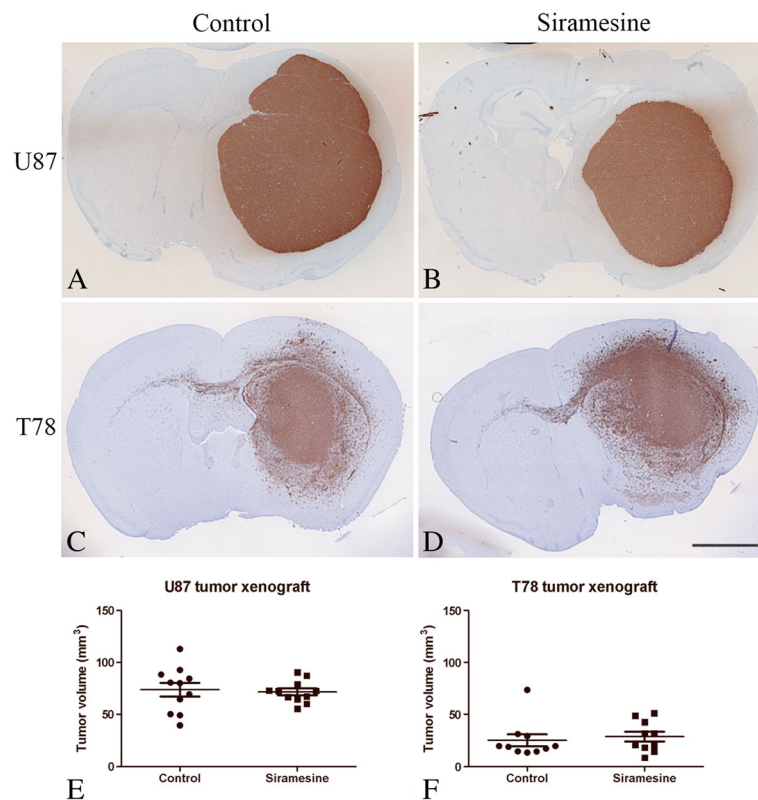 Control
Siramesine
U87
A
B
T78
C
D
U87 tumor xenograft
Tumor volume (mm³)
150
100
50
0
Control
Siramesine
E
T78 tumor xenograft
Tumor volume (mm³)
150
100
50
0
Control
Siramesine
F